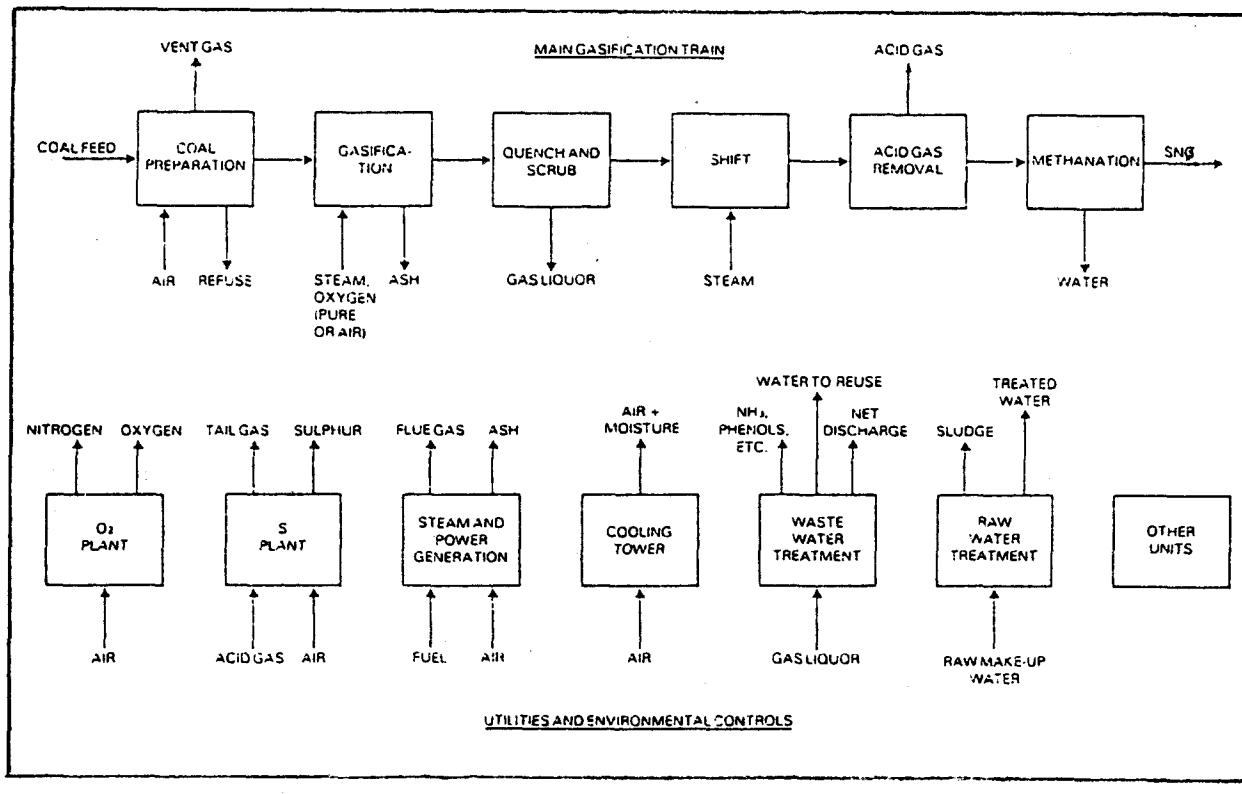 VENT GAS
MAIN GASIFICATION TRAIN
ACID GAS
COAL FEED
COAL
PREPARATION
GASIFICA-
TION
QUENCH AND
SCRUB
SHIFT
ACID GAS
REMOVAL
METHANATION
SNG
AIR
REFUSE
STEAM,
OXYGEN
(PURE
OR AIR)
ASH
GAS LIQUOR
STEAM
WATER
NITROGEN
OXYGEN
TAIL GAS
SULPHUR
FLUE GAS
ASH
AIR +
MOISTURE
WATER TO REUSE
NH₃,
PHENOLS,
ETC.
NET
DISCHARGE
SLUDGE
TREATED
WATER
O₂
PLANT
S
PLANT
STEAM AND
POWER
GENERATION
COOLING
TOWER
WASTE
WATER
TREATMENT
RAW
WATER
TREATMENT
OTHER
UNITS
AIR
ACID GAS
AIR
FUEL
AIR
AIR
GAS LIQUOR
RAW MAKE-UP
WATER
UTILITIES AND ENVIRONMENTAL CONTROLS